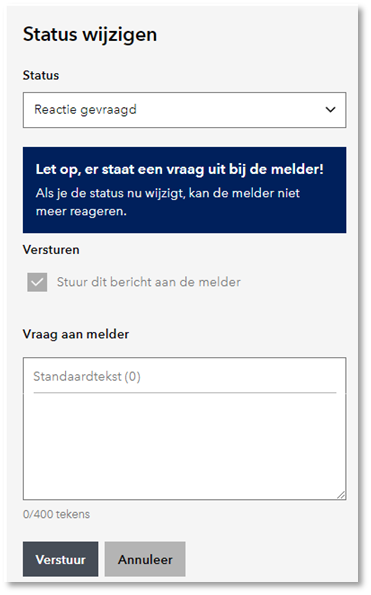 Status wijzigen
Status
Reactie gevraagd
Let op, er staat een vraag uit bij de melder!
Als je de status nu wijzigt, kan de melder niet
meer reageren.
Versturen
Stuur dit bericht aan de melder
Vraag aan melder
Standaardtekst (0)
0/400 tekens
Verstuur Annuleer